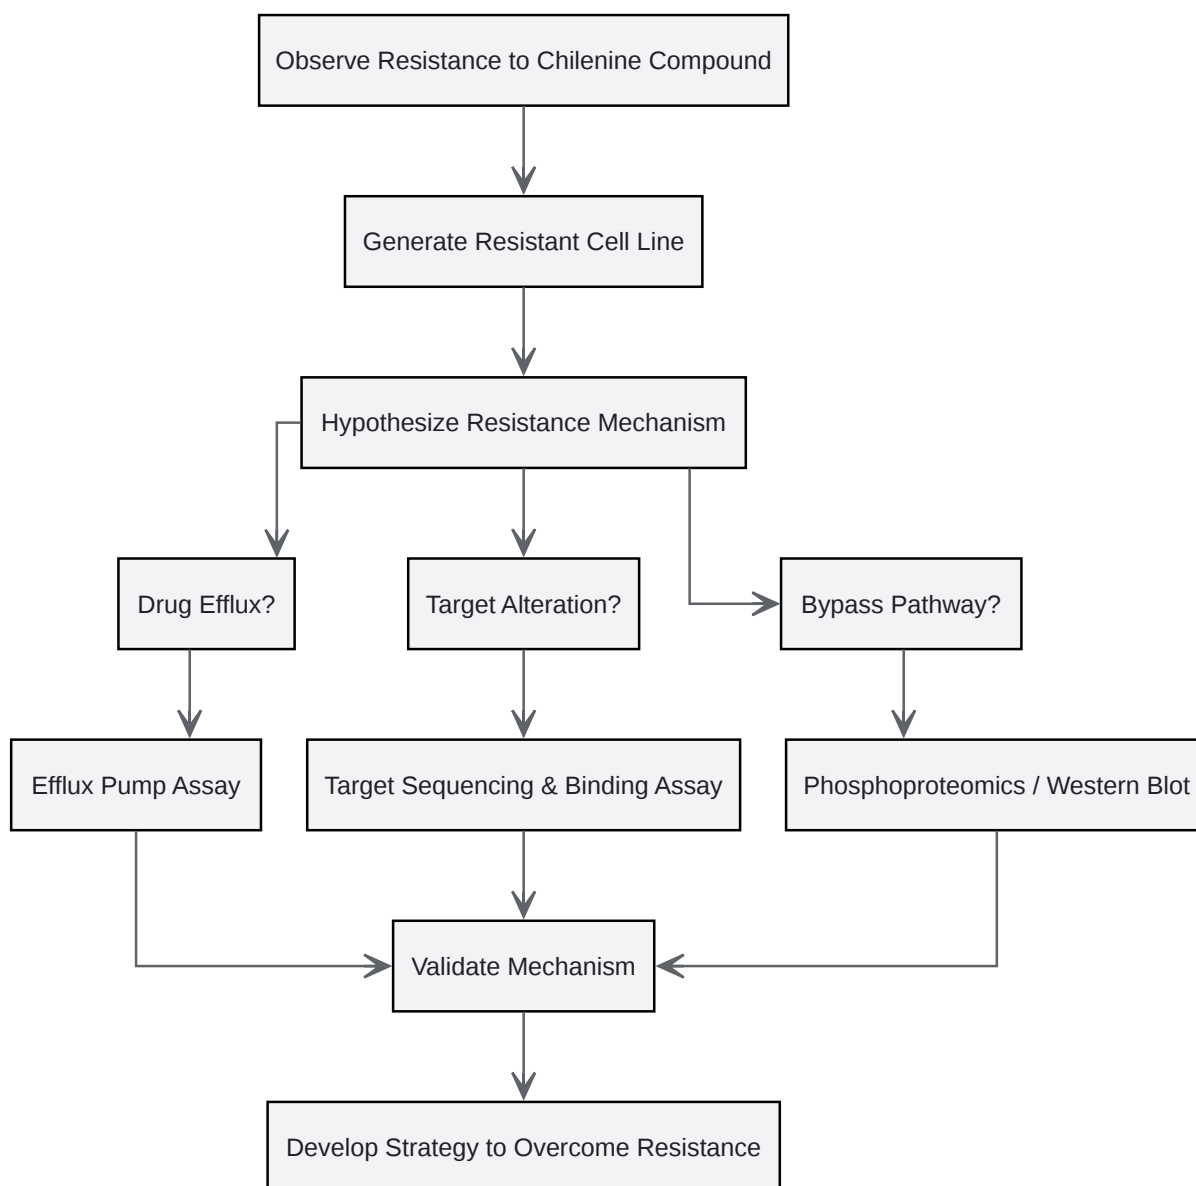 Observe Resistance to Chilenine Compound
Generate Resistant Cell Line
Hypothesize Resistance Mechanism
Drug Efflux?
Target Alteration?
Bypass Pathway?
Efflux Pump Assay
Target Sequencing & Binding Assay
Phosphoproteomics / Western Blot
Validate Mechanism
Develop Strategy to Overcome Resistance